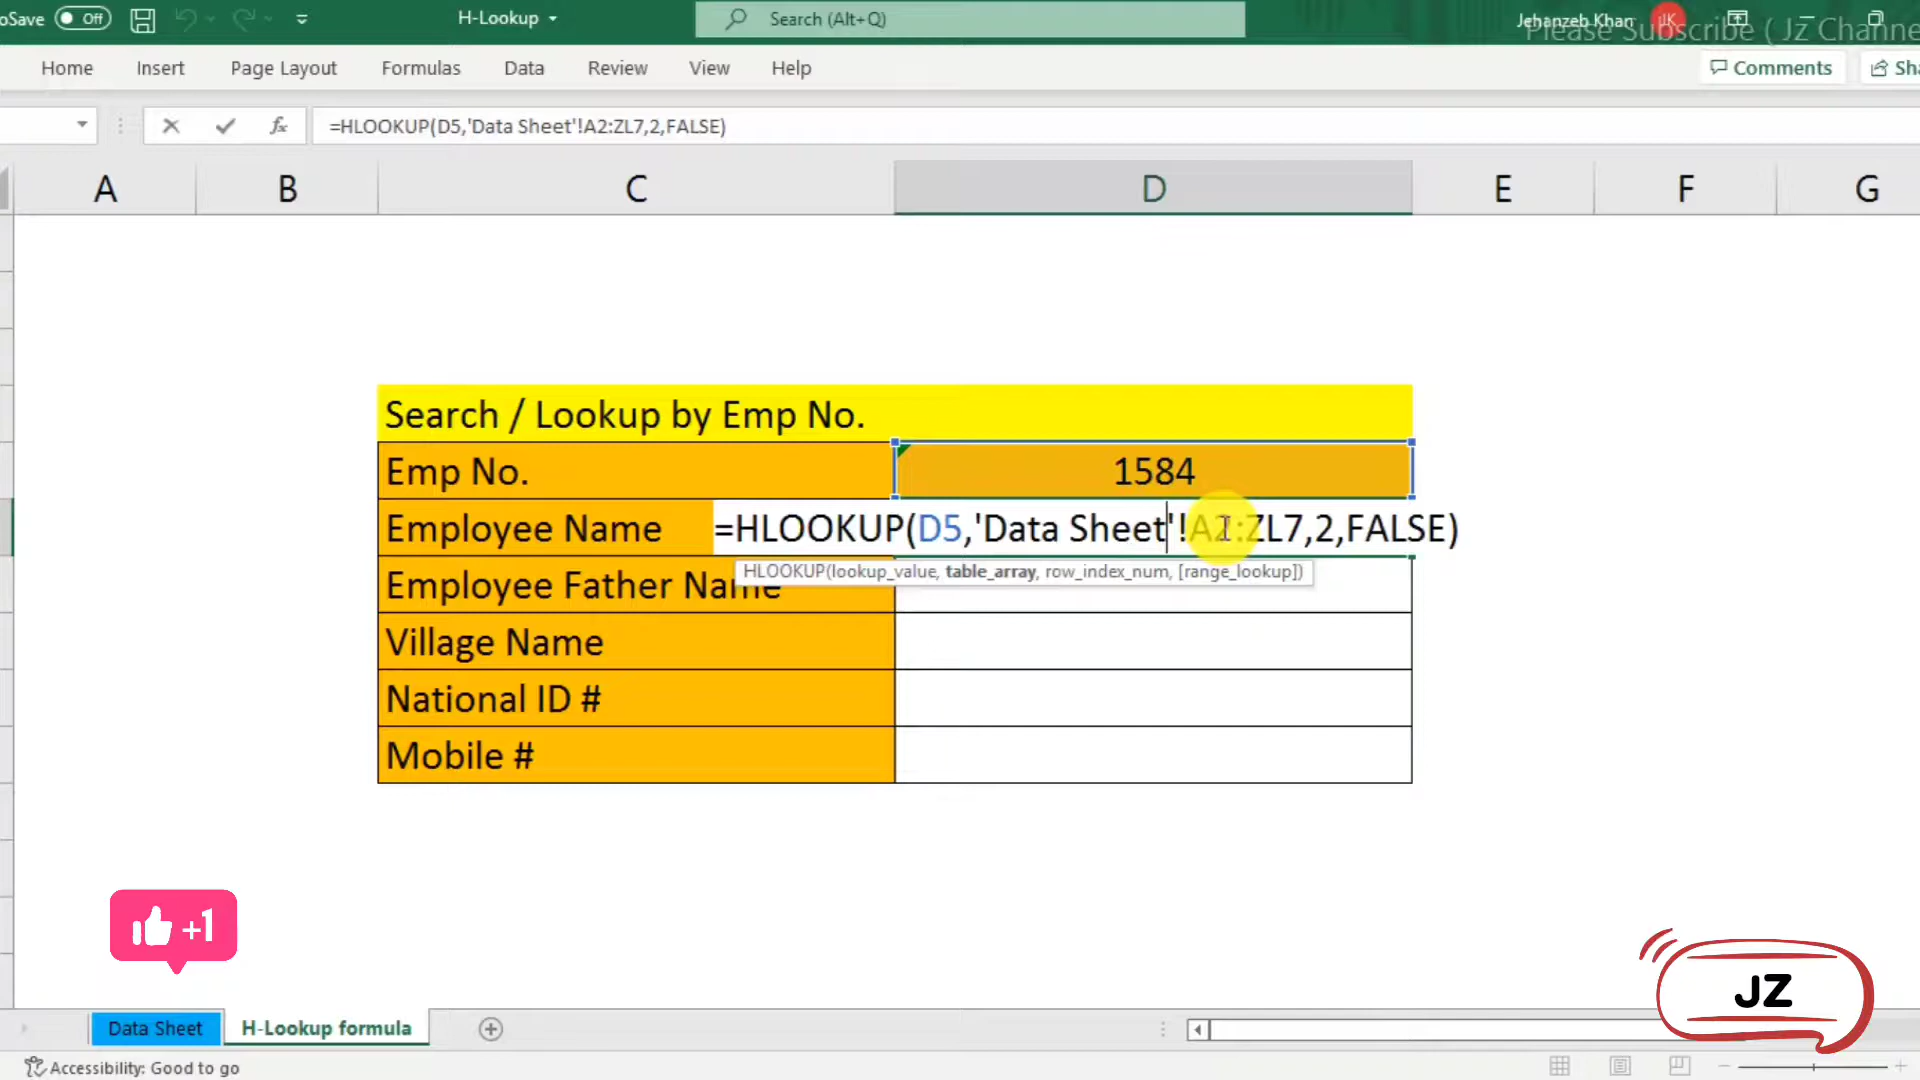 oSave Off H-Lookup Search (Alt+Q) Jehanzeb Khan JK
Please Subscribe ( Jz Channe
Home Insert Page Layout Formulas Data Review View Help Comments Sha
=HLOOKUP(D5,'Data Sheet'!A2:ZL7,2,FALSE)
A B C D E F G
Search / Lookup by Emp No.
Emp No. 1584
Employee Name =HLOOKUP(D5,'Data Sheet'!A2:ZL7,2,FALSE)
HLOOKUP(lookup_value, table_array, row_index_num, [range_lookup])
Employee Father Name
Village Name
National ID #
Mobile #
+1
JZ
Data Sheet H-Lookup formula
Accessibility: Good to go